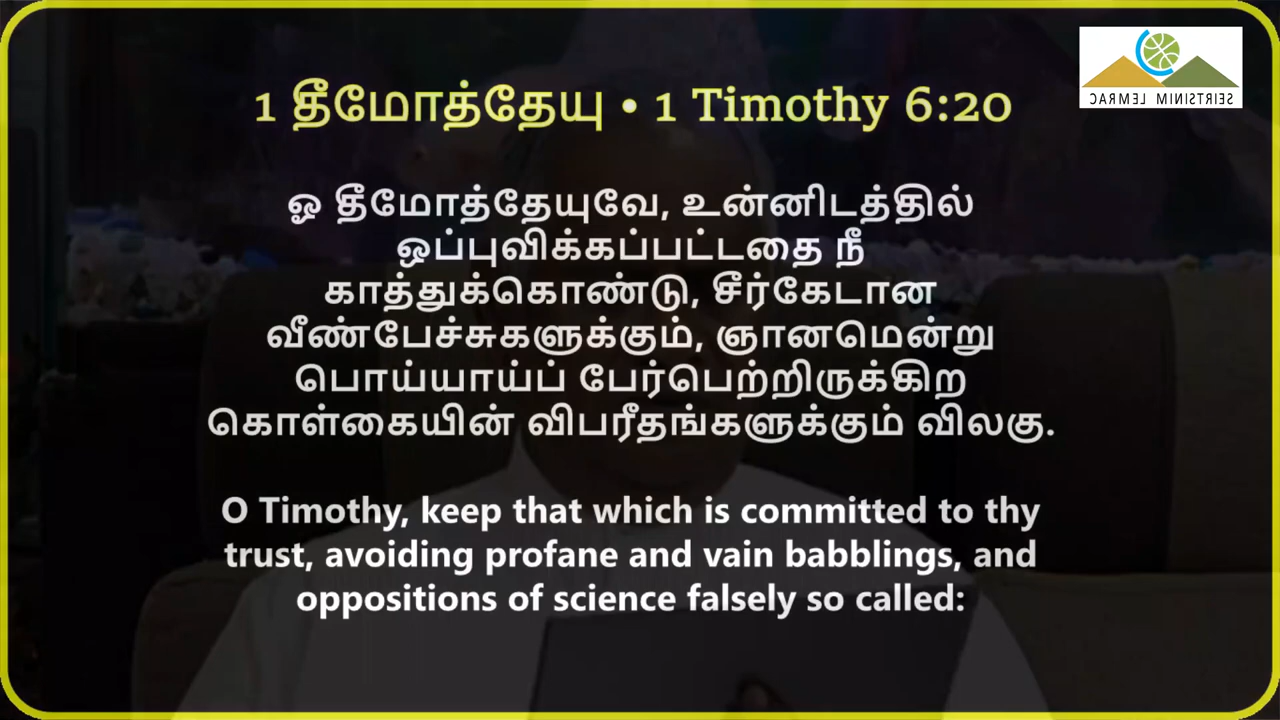 1 தீமோத்தேயு • 1 Timothy 6:20
ஓ தீமோத்தேயுவே, உன்னிடத்தில்
ஒப்புவிக்கப்பட்டதை நீ
காத்துக்கொண்டு, சீர்கேடான
வீண்பேச்சுகளுக்கும், ஞானமென்று
பொய்யாய்ப் பேர்பெற்றிருக்கிற
கொள்கையின் விபரீதங்களுக்கும் விலகு.
O Timothy, keep that which is committed to thy
trust, avoiding profane and vain babblings, and
oppositions of science falsely so called:
CARMEL MINISTRIES